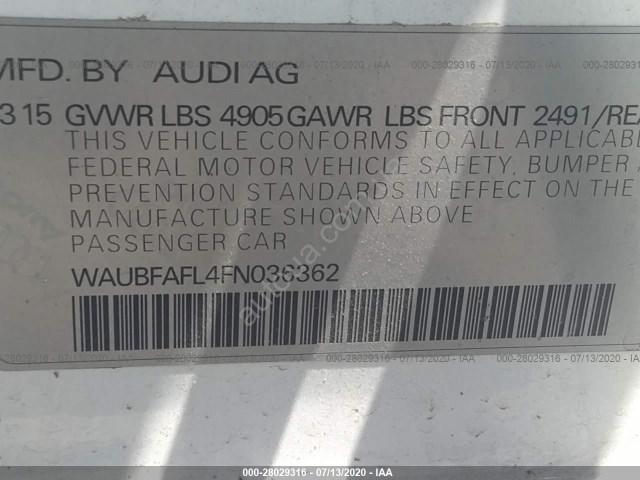 MFD. BY AUDI AG
315 GVWR LBS 4905 GAWR LBS FRONT 2491/REA
THIS VEHICLE CONFORMS TO ALL APPLICABLE
FEDERAL MOTOR VEHICLE SAFETY, BUMPER A
PREVENTION STANDARDS IN EFFECT ON THE
MANUFACTURE SHOWN ABOVE
PASSENGER CAR
WAUBFAFL4FN036362
000-28029316 - 07/13/2020 - IAA